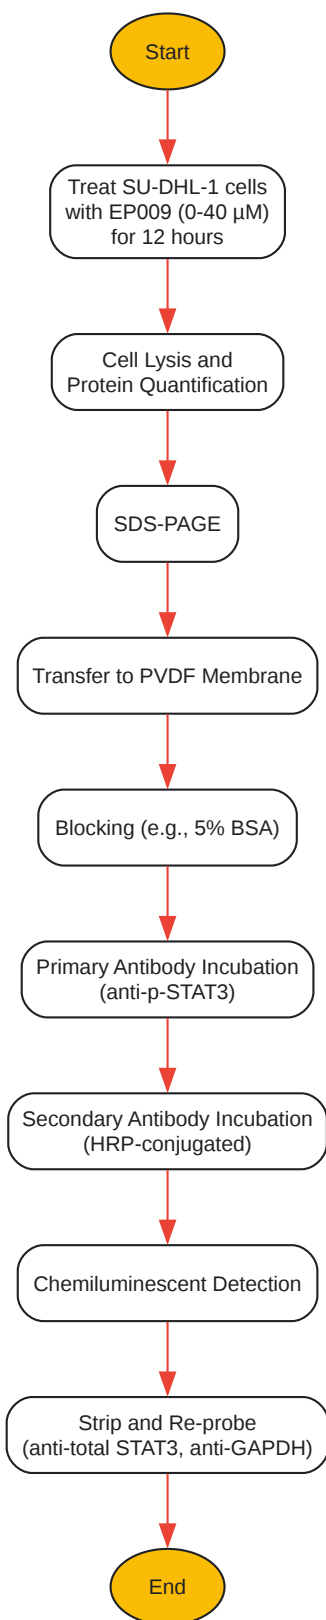 Start
Treat SU-DHL-1 cells
with EP009 (0-40 µM)
for 12 hours
Cell Lysis and
Protein Quantification
SDS-PAGE
Transfer to PVDF Membrane
Blocking (e.g., 5% BSA)
Primary Antibody Incubation
(anti-p-STAT3)
Secondary Antibody Incubation
(HRP-conjugated)
Chemiluminescent Detection
Strip and Re-probe
(anti-total STAT3, anti-GAPDH)
End